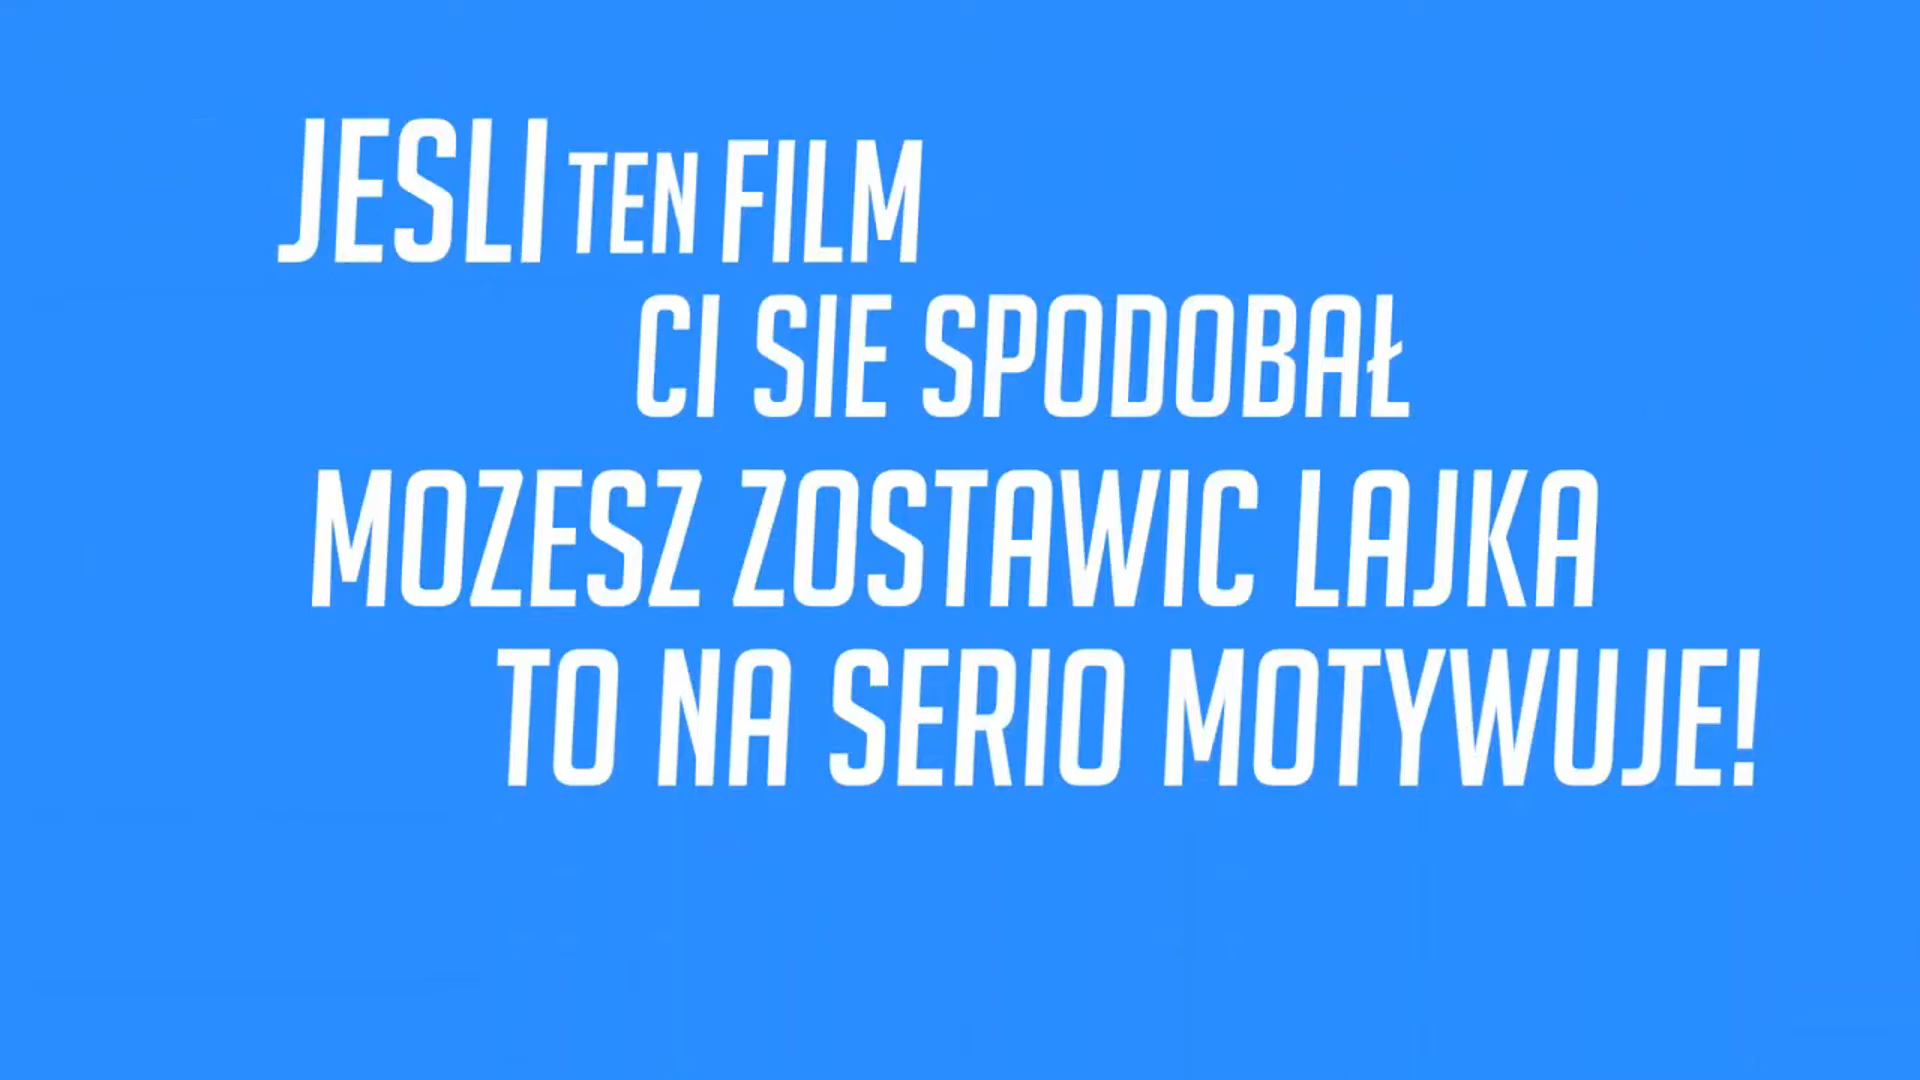 JESLI TEN FILM
CI SIE SPODOBAŁ
MOZESZ ZOSTAWIC LAJKA
TO NA SERIO MOTYWUJE!